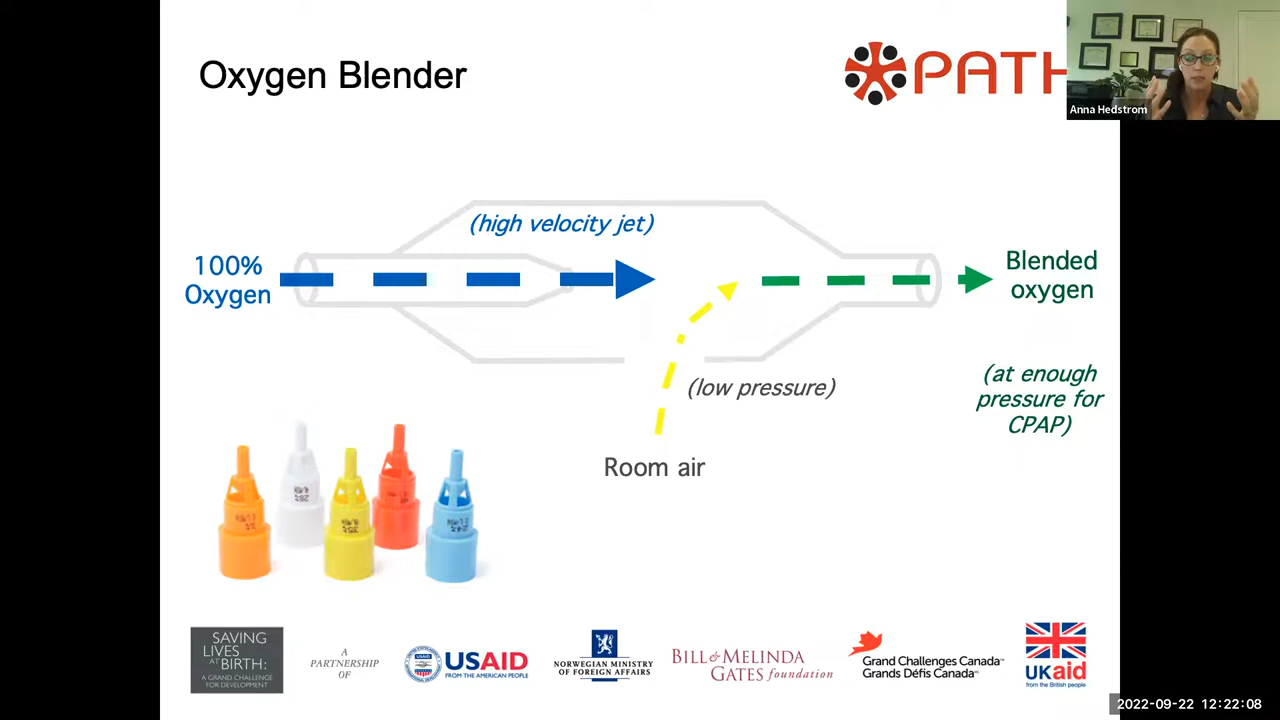 Oxygen Blender
PATH
Anna Hedstrom
(high velocity jet)
100%
Oxygen
Blended
oxygen
(low pressure)
(at enough
pressure for
CPAP)
Room air
SAVING
LIVES
AT BIRTH:
A GRAND CHALLENGE
FOR DEVELOPMENT
A
PARTNERSHIP
OF
USAID
USAID
FROM THE AMERICAN PEOPLE
NORWEGIAN MINISTRY
OF FOREIGN AFFAIRS
BILL & MELINDA
GATES foundation
Grand Challenges Canada™
Grands Défis Canada™
UKaid
from the British people
2022-09-22 12:22:08